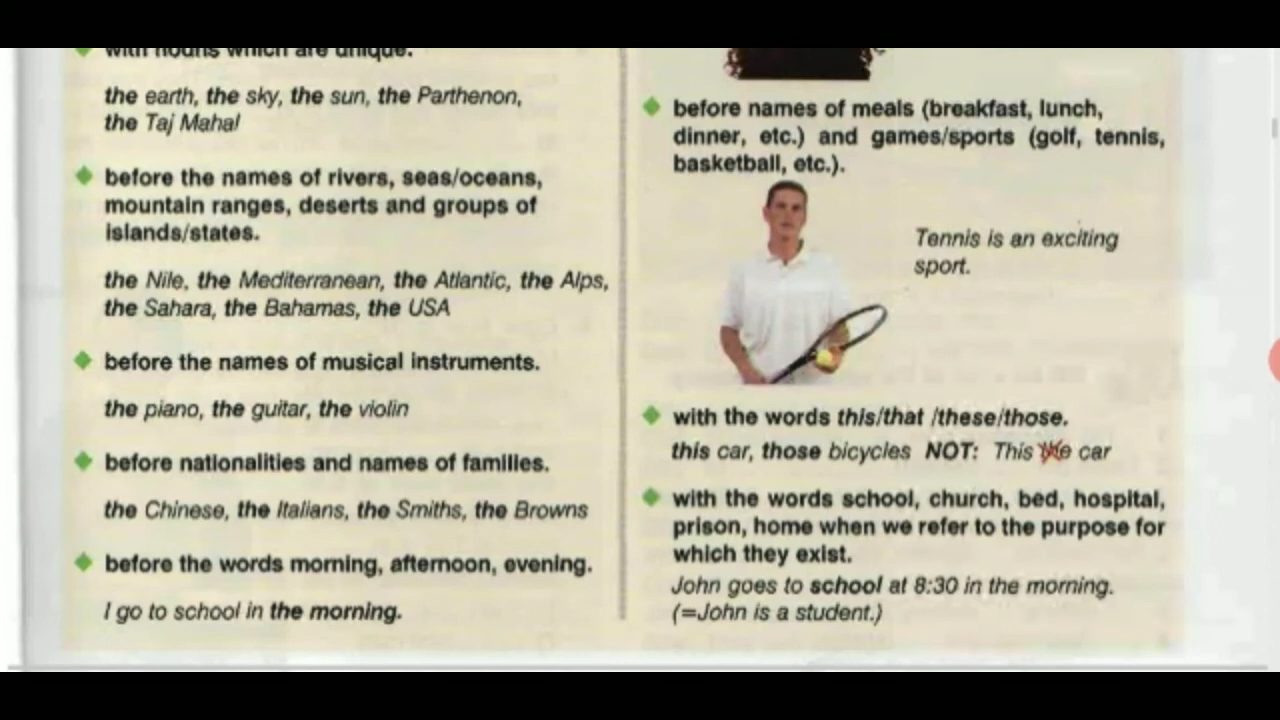 with nouns which are unique.
the earth, the sky, the sun, the Parthenon,
the Taj Mahal
before the names of rivers, seas/oceans,
mountain ranges, deserts and groups of
islands/states.
the Nile, the Mediterranean, the Atlantic, the Alps,
the Sahara, the Bahamas, the USA
before the names of musical instruments.
the piano, the guitar, the violin
before nationalities and names of families.
the Chinese, the Italians, the Smiths, the Browns
before the words morning, afternoon, evening.
I go to school in the morning.
before names of meals (breakfast, lunch,
dinner, etc.) and games/sports (golf, tennis,
basketball, etc.).
Tennis is an exciting
sport.
with the words this/that /these/those.
this car, those bicycles NOT: This the car
with the words school, church, bed, hospital,
prison, home when we refer to the purpose for
which they exist.
John goes to school at 8:30 in the morning.
(=John is a student.)